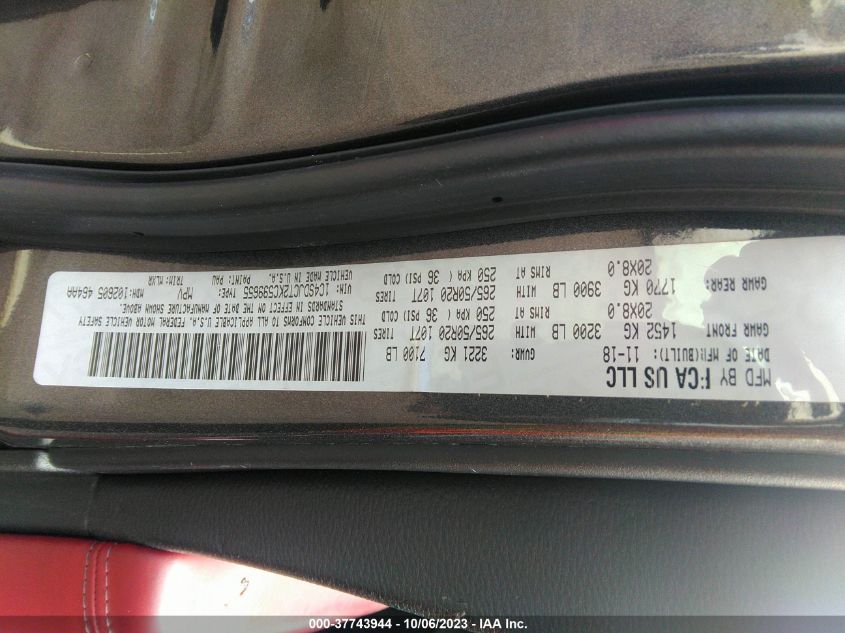 MFD BY FCA US LLC
DATE OF MFR(BUILT): 11-18 GVWR: 3221 KG 7100 LB
GAWR FRONT 1452 KG 3200 LB WITH 265/50R20 107T TIRES
20X8.0 RIMS AT 250 KPA ( 36 PSI) COLD
GAWR REAR: 1770 KG 3900 LB WITH 265/50R20 107T TIRES
20X8.0 RIMS AT 250 KPA ( 36 PSI) COLD
THIS VEHICLE CONFORMS TO ALL APPLICABLE U.S.A. FEDERAL MOTOR VEHICLE SAFETY
STANDARDS IN EFFECT ON THE DATE OF MANUFACTURE SHOWN ABOVE.
VIN: 1C4SDJCT2KC599655 TYPE: MPV MDH:102605 464AA
VEHICLE MADE IN U.S.A. PAINT: PAU TRIM:MLXR
000-37743944 - 10/06/2023 - IAA Inc.